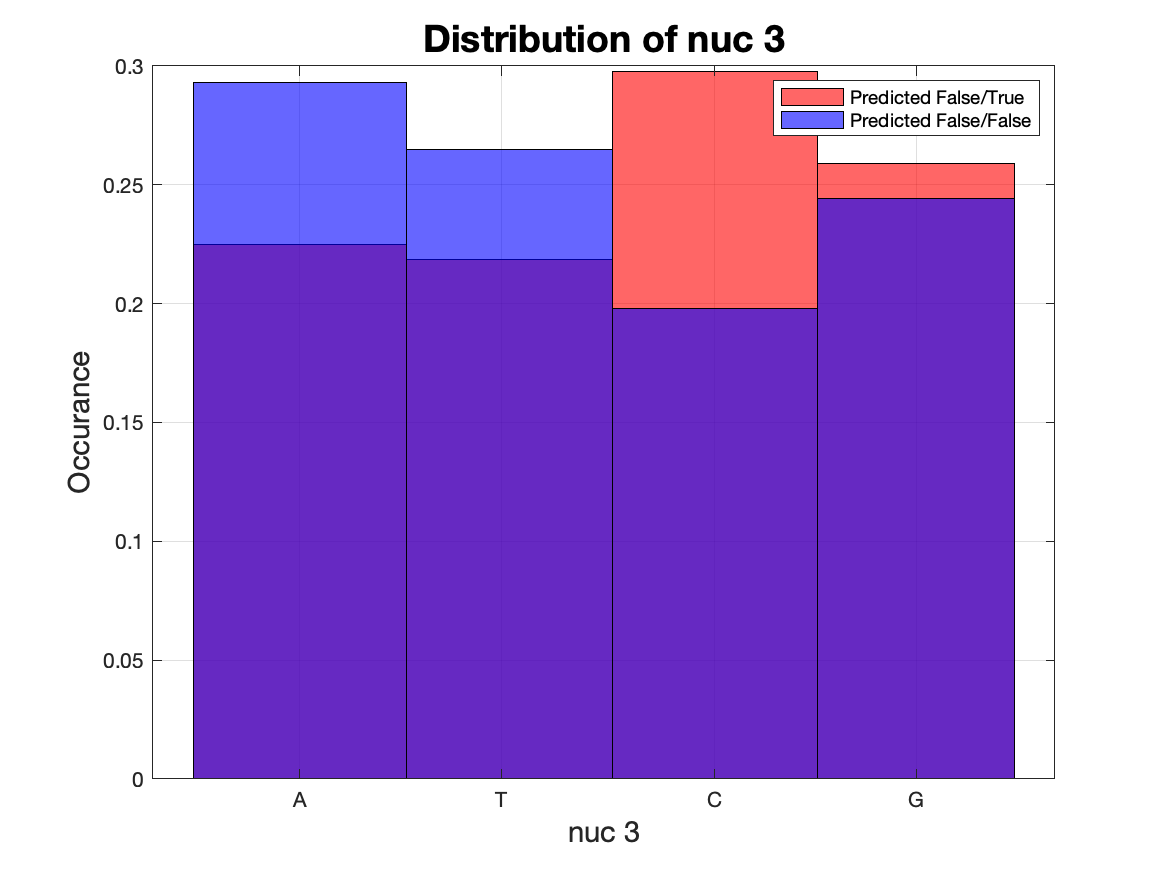 Distribution of nuc 3
Predicted False/True
Predicted False/False
0.3
0.25
0.2
0.15
0.1
0.05
0
Occurance
A T C G
nuc 3